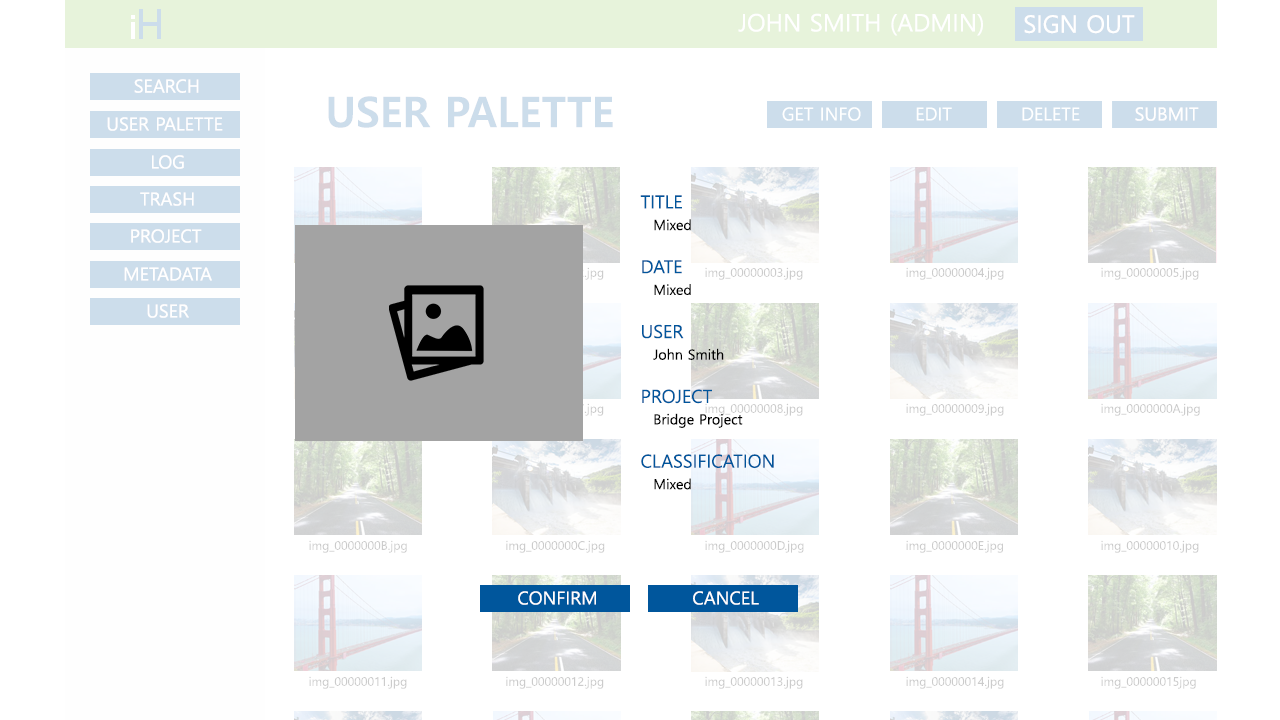 iH
JOHN SMITH (ADMIN)
SIGN OUT
SEARCH
USER PALETTE
LOG
TRASH
PROJECT
METADATA
USER
USER PALETTE
GET INFO
EDIT
DELETE
SUBMIT
.jpg
img_00000003.jpg
img_00000004.jpg
img_00000005.jpg
TITLE
Mixed
DATE
Mixed
USER
John Smith
PROJECT
Bridge Project
CLASSIFICATION
Mixed
.jpg
img_00000008.jpg
img_00000009.jpg
img_0000000A.jpg
img_0000000B.jpg
img_0000000C.jpg
img_0000000D.jpg
img_0000000E.jpg
img_00000010.jpg
CONFIRM
CANCEL
img_00000011.jpg
img_00000012.jpg
img_00000013.jpg
img_00000014.jpg
img_00000015jpg